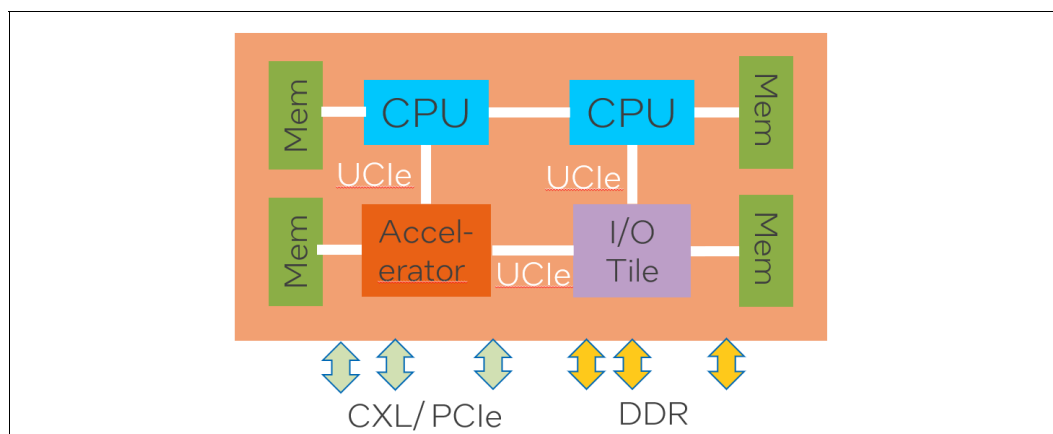 Mem
CPU
CPU
Mem
UCIe
UCIe
Mem
Accel-
erator
UCIe
I/O
Tile
Mem
CXL/ PCIe
DDR